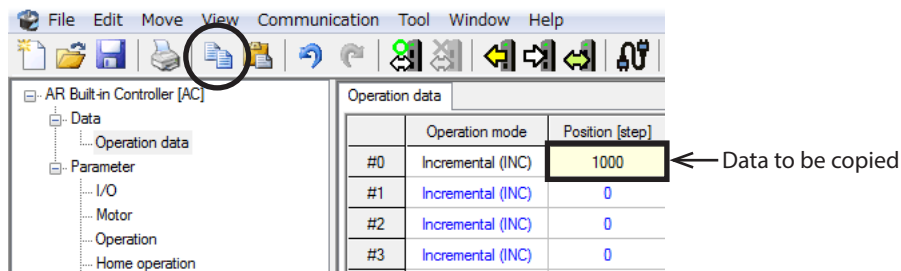 File Edit Move View Communication Tool Window Help
AR Built-in Controller [AC]
Data
Operation data
Parameter
I/O
Motor
Operation
Home operation
Operation data
Operation mode Position [step]
#0 Incremental (INC) 1000
Data to be copied
#1 Incremental (INC) 0
#2 Incremental (INC) 0
#3 Incremental (INC) 0